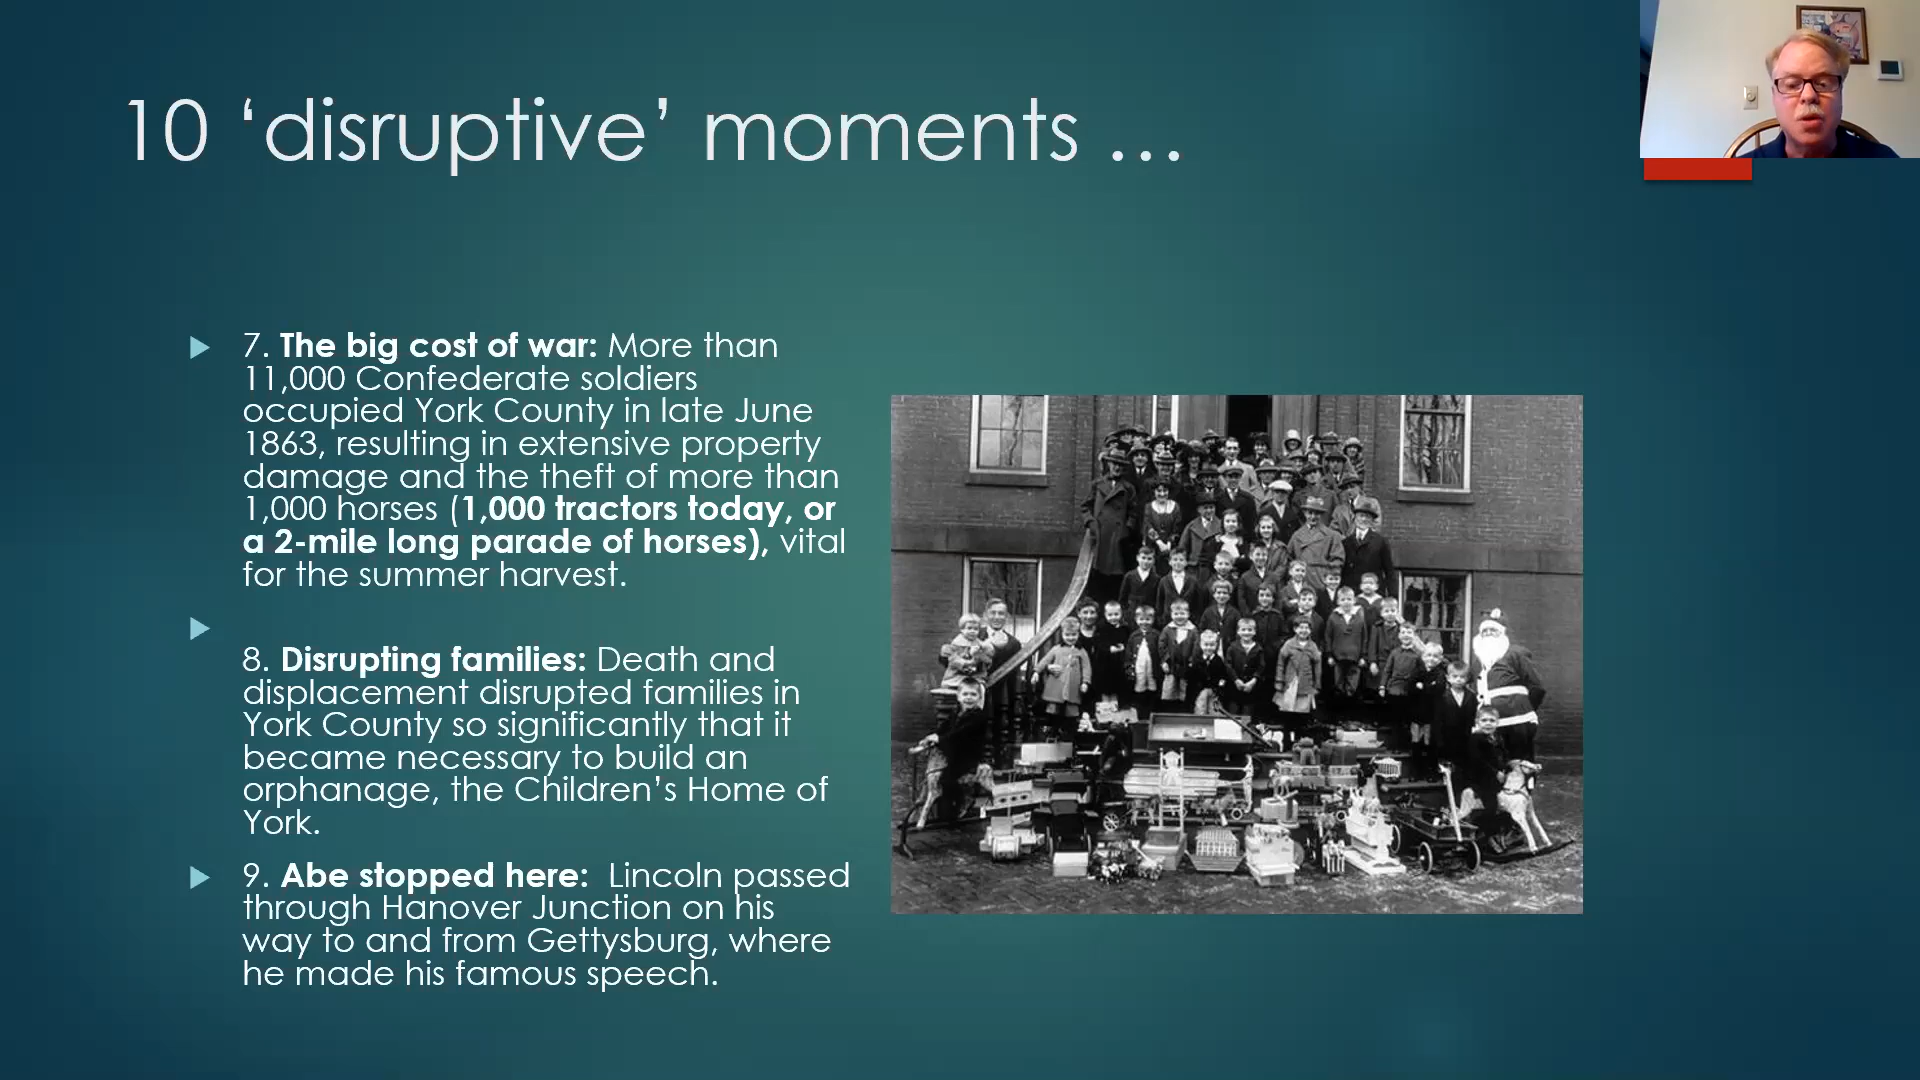 10 ‘disruptive’ moments …
7. The big cost of war: More than
11,000 Confederate soldiers
occupied York County in late June
1863, resulting in extensive property
damage and the theft of more than
1,000 horses (1,000 tractors today, or
a 2-mile long parade of horses), vital
for the summer harvest.
8. Disrupting families: Death and
displacement disrupted families in
York County so significantly that it
became necessary to build an
orphanage, the Children’s Home of
York.
9. Abe stopped here:  Lincoln passed
through Hanover Junction on his
way to and from Gettysburg, where
he made his famous speech.